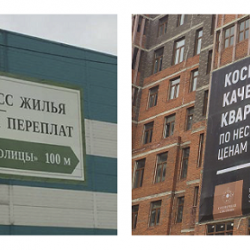 СС ЖИЛЬЯ
ПЕРЕПЛАТ
ОЛИЦЫ» 100 м
КОС
КАЧЕ
КВАР
ПО НЕС
ЦЕНАМ